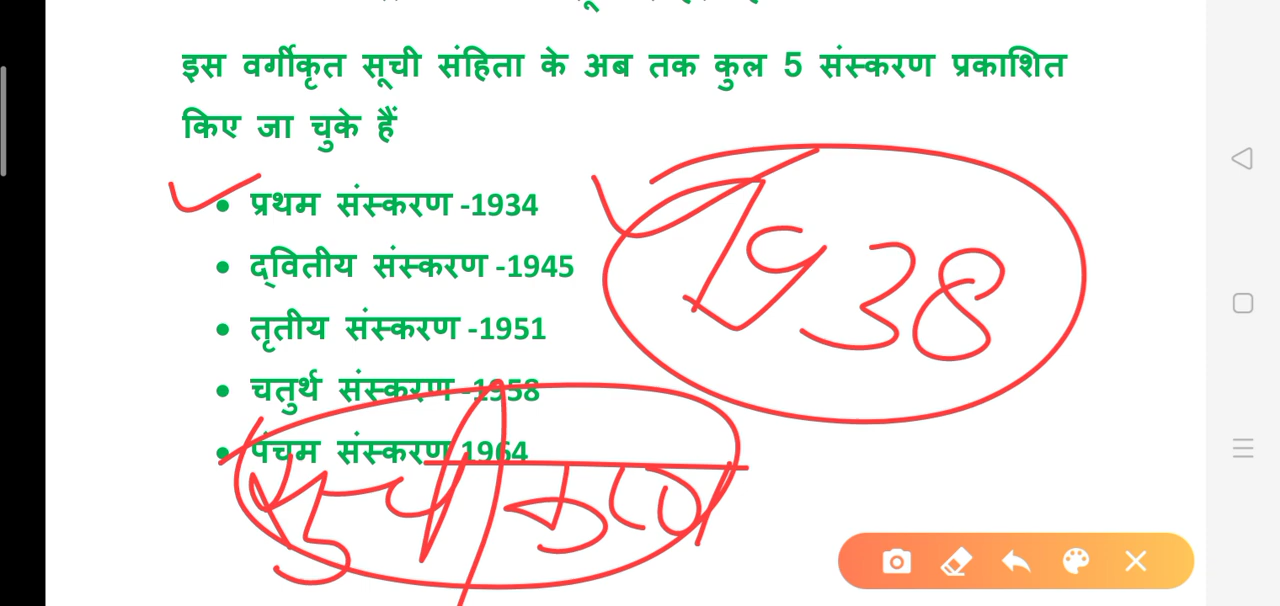 इस वर्गीकृत सूची संहिता के अब तक कुल 5 संस्करण प्रकाशित
किए जा चुके हैं
• प्रथम संस्करण -1934
1938
• द्वितीय संस्करण -1945
• तृतीय संस्करण -1951
• चतुर्थ संस्करण -1958
• पंचम संस्करण 1964
सूचीकरण